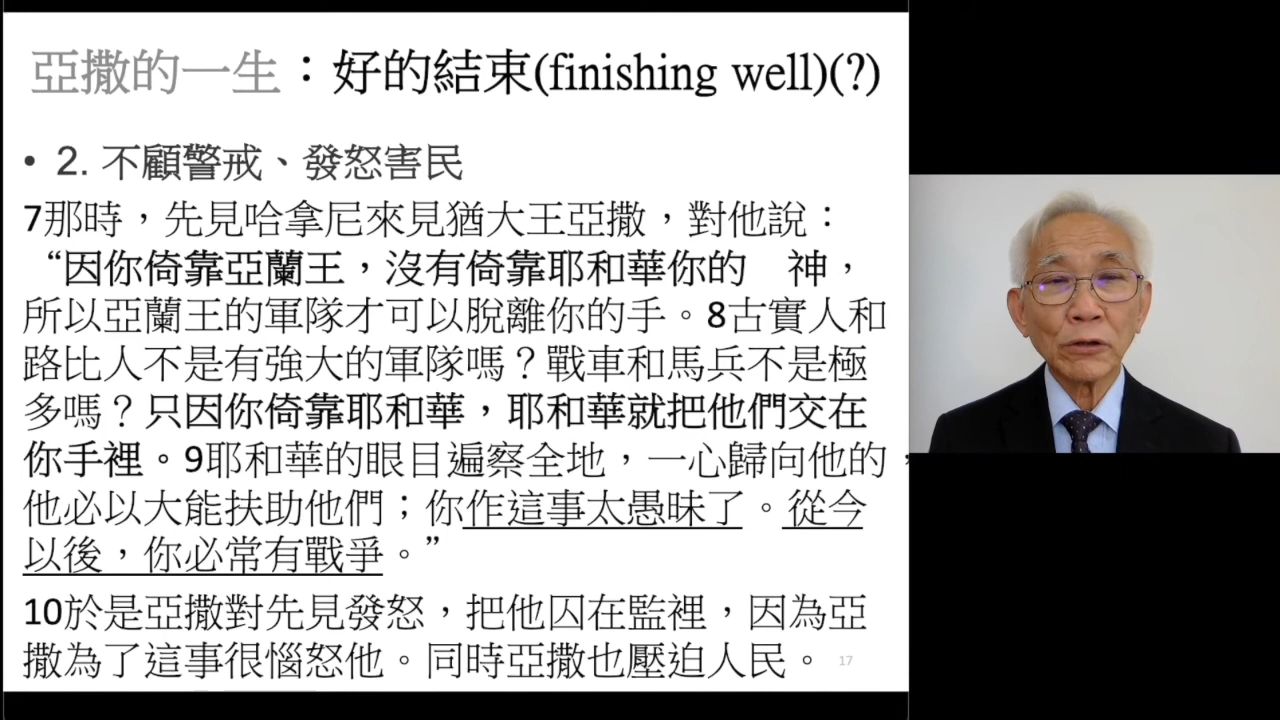 亞撒的一生：好的結束(finishing well)(?)
• 2. 不顧警戒、發怒害民
7那時，先見哈拿尼來見猶大王亞撒，對他說：
“因你倚靠亞蘭王，沒有倚靠耶和華你的　神，
所以亞蘭王的軍隊才可以脫離你的手。8古實人和
路比人不是有強大的軍隊嗎？戰車和馬兵不是極
多嗎？只因你倚靠耶和華，耶和華就把他們交在
你手裡。9耶和華的眼目遍察全地，一心歸向他的，
他必以大能扶助他們；你作這事太愚昧了。從今
以後，你必常有戰爭。”
10於是亞撒對先見發怒，把他囚在監裡，因為亞
撒為了這事很惱怒他。同時亞撒也壓迫人民。
17